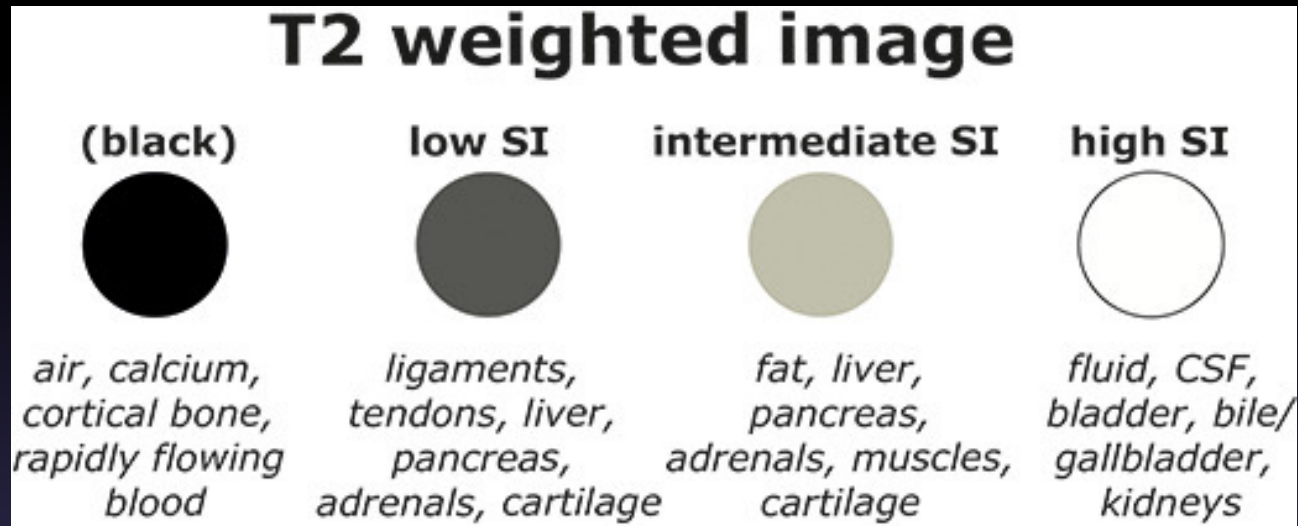 T2 weighted image
(black)
low SI
intermediate SI
high SI
air, calcium,
cortical bone,
rapidly flowing
blood
ligaments,
tendons, liver,
pancreas,
adrenals, cartilage
fat, liver,
pancreas,
adrenals, muscles,
cartilage
fluid, CSF,
bladder, bile/
gallbladder,
kidneys